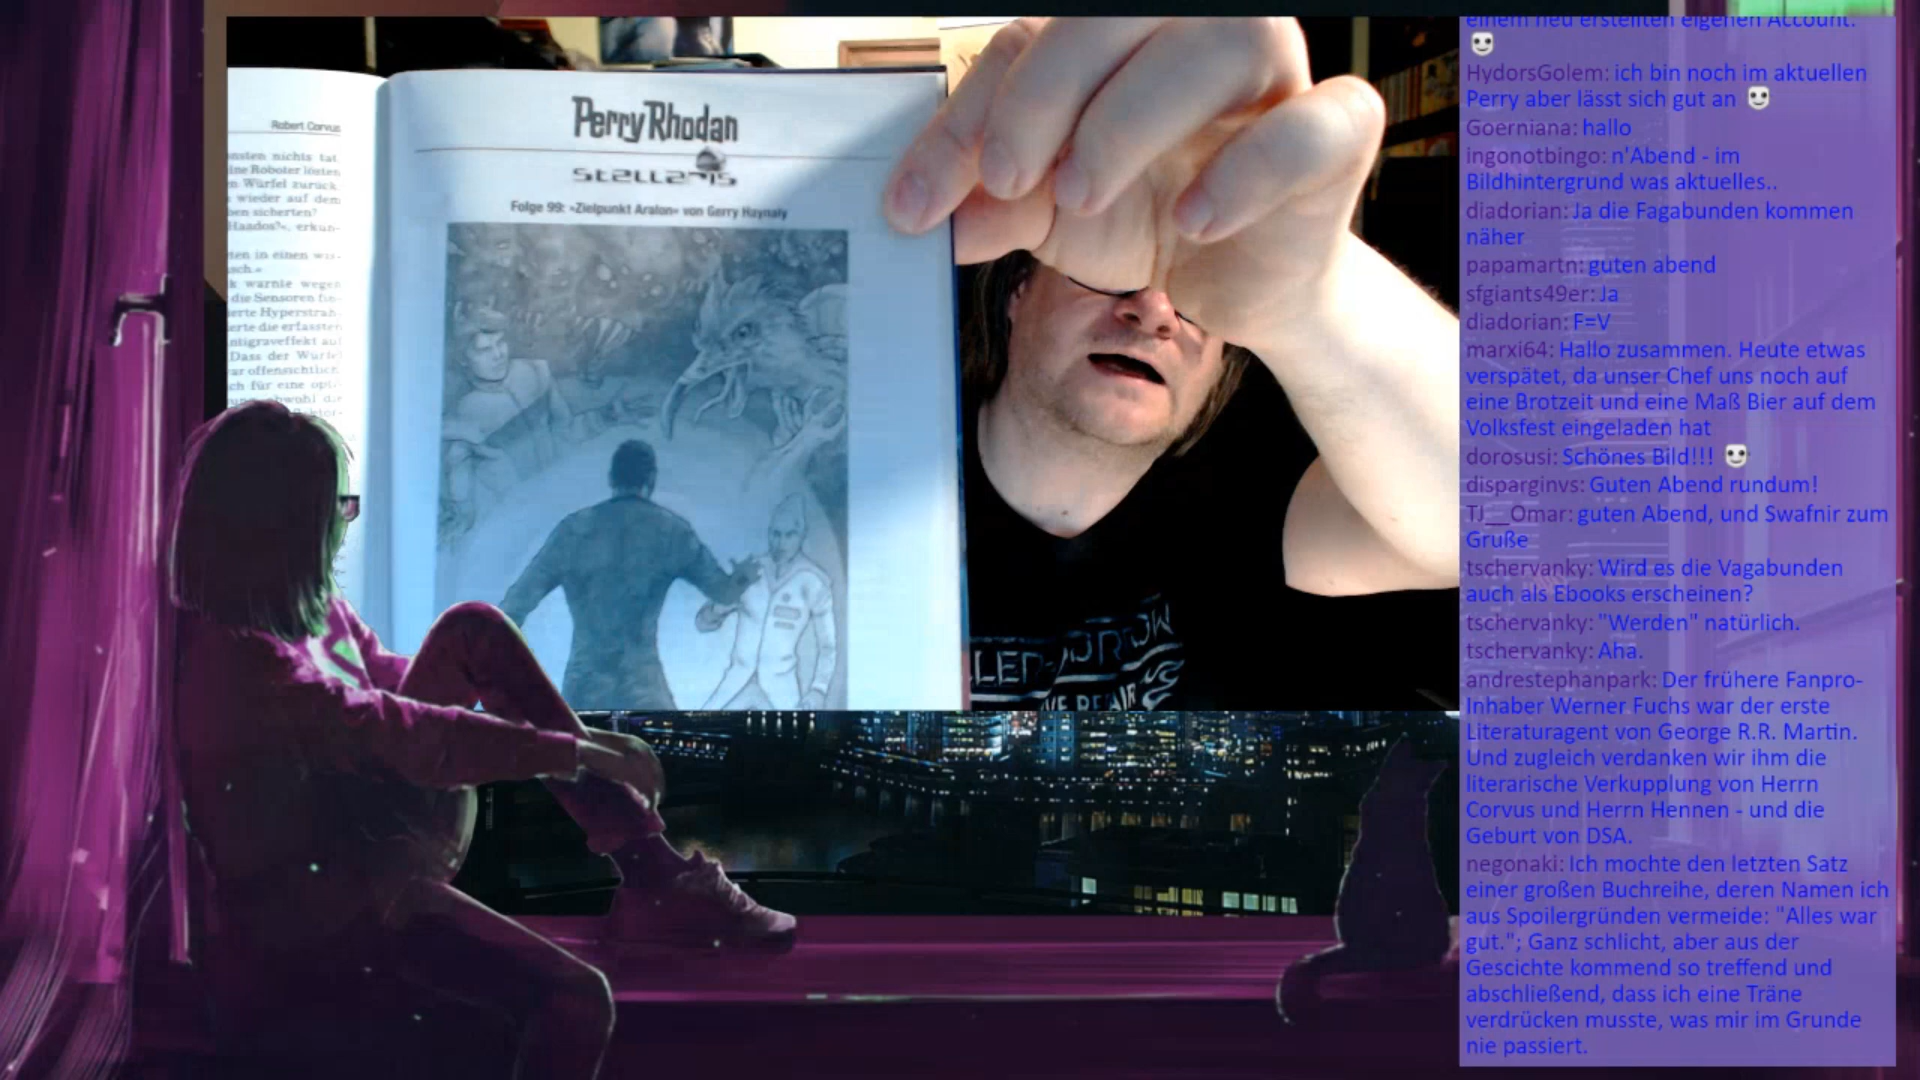 Robert Corvus
Perry Rhodan
Stellaris
Folge 99: »Zielpunkt Aralon« von Gerry Haynaly
einem neu erstellten eigenen Account.
HydorsGolem: ich bin noch im aktuellen
Perry aber lässt sich gut an
Goerniana: hallo
ingonotbingo: n'Abend - im
Bildhintergrund was aktuelles..
diadorian: Ja die Fagabunden kommen
näher
papamartn: guten abend
sfgiants49er: Ja
diadorian: F=V
marxi64: Hallo zusammen. Heute etwas
verspätet, da unser Chef uns noch auf
eine Brotzeit und eine Maß Bier auf dem
Volksfest eingeladen hat
dorosusi: Schönes Bild!!!
disparginvs: Guten Abend rundum!
TJ__Omar: guten Abend, und Swafnir zum
Gruße
tschervanky: Wird es die Vagabunden
auch als Ebooks erscheinen?
tschervanky: "Werden" natürlich.
tschervanky: Aha.
andrestephanpark: Der frühere Fanpro-
Inhaber Werner Fuchs war der erste
Literaturagent von George R.R. Martin.
Und zugleich verdanken wir ihm die
literarische Verkupplung von Herrn
Corvus und Herrn Hennen - und die
Geburt von DSA.
negonaki: Ich mochte den letzten Satz
einer großen Buchreihe, deren Namen ich
aus Spoilergründen vermeide: "Alles war
gut."; Ganz schlicht, aber aus der
Gescichte kommend so treffend und
abschließend, dass ich eine Träne
verdrücken musste, was mir im Grunde
nie passiert.